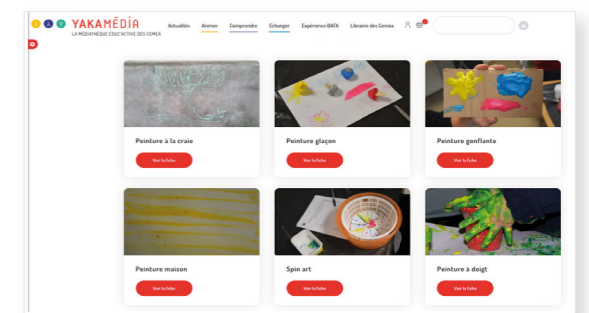 YAKAMÉDIA
LA MÉDIATHÈQUE ÉDUC'ACTIVE DES CEMÉA
Actualités Animer Comprendre Echanger Expérience BAFA Librairie des Ceméa
Peinture à la craie
Voir la fiche
Peinture glaçon
Voir la fiche
Peinture gonflante
Voir la fiche
Peinture maison
Voir la fiche
Spin art
Voir la fiche
Peinture à doigt
Voir la fiche